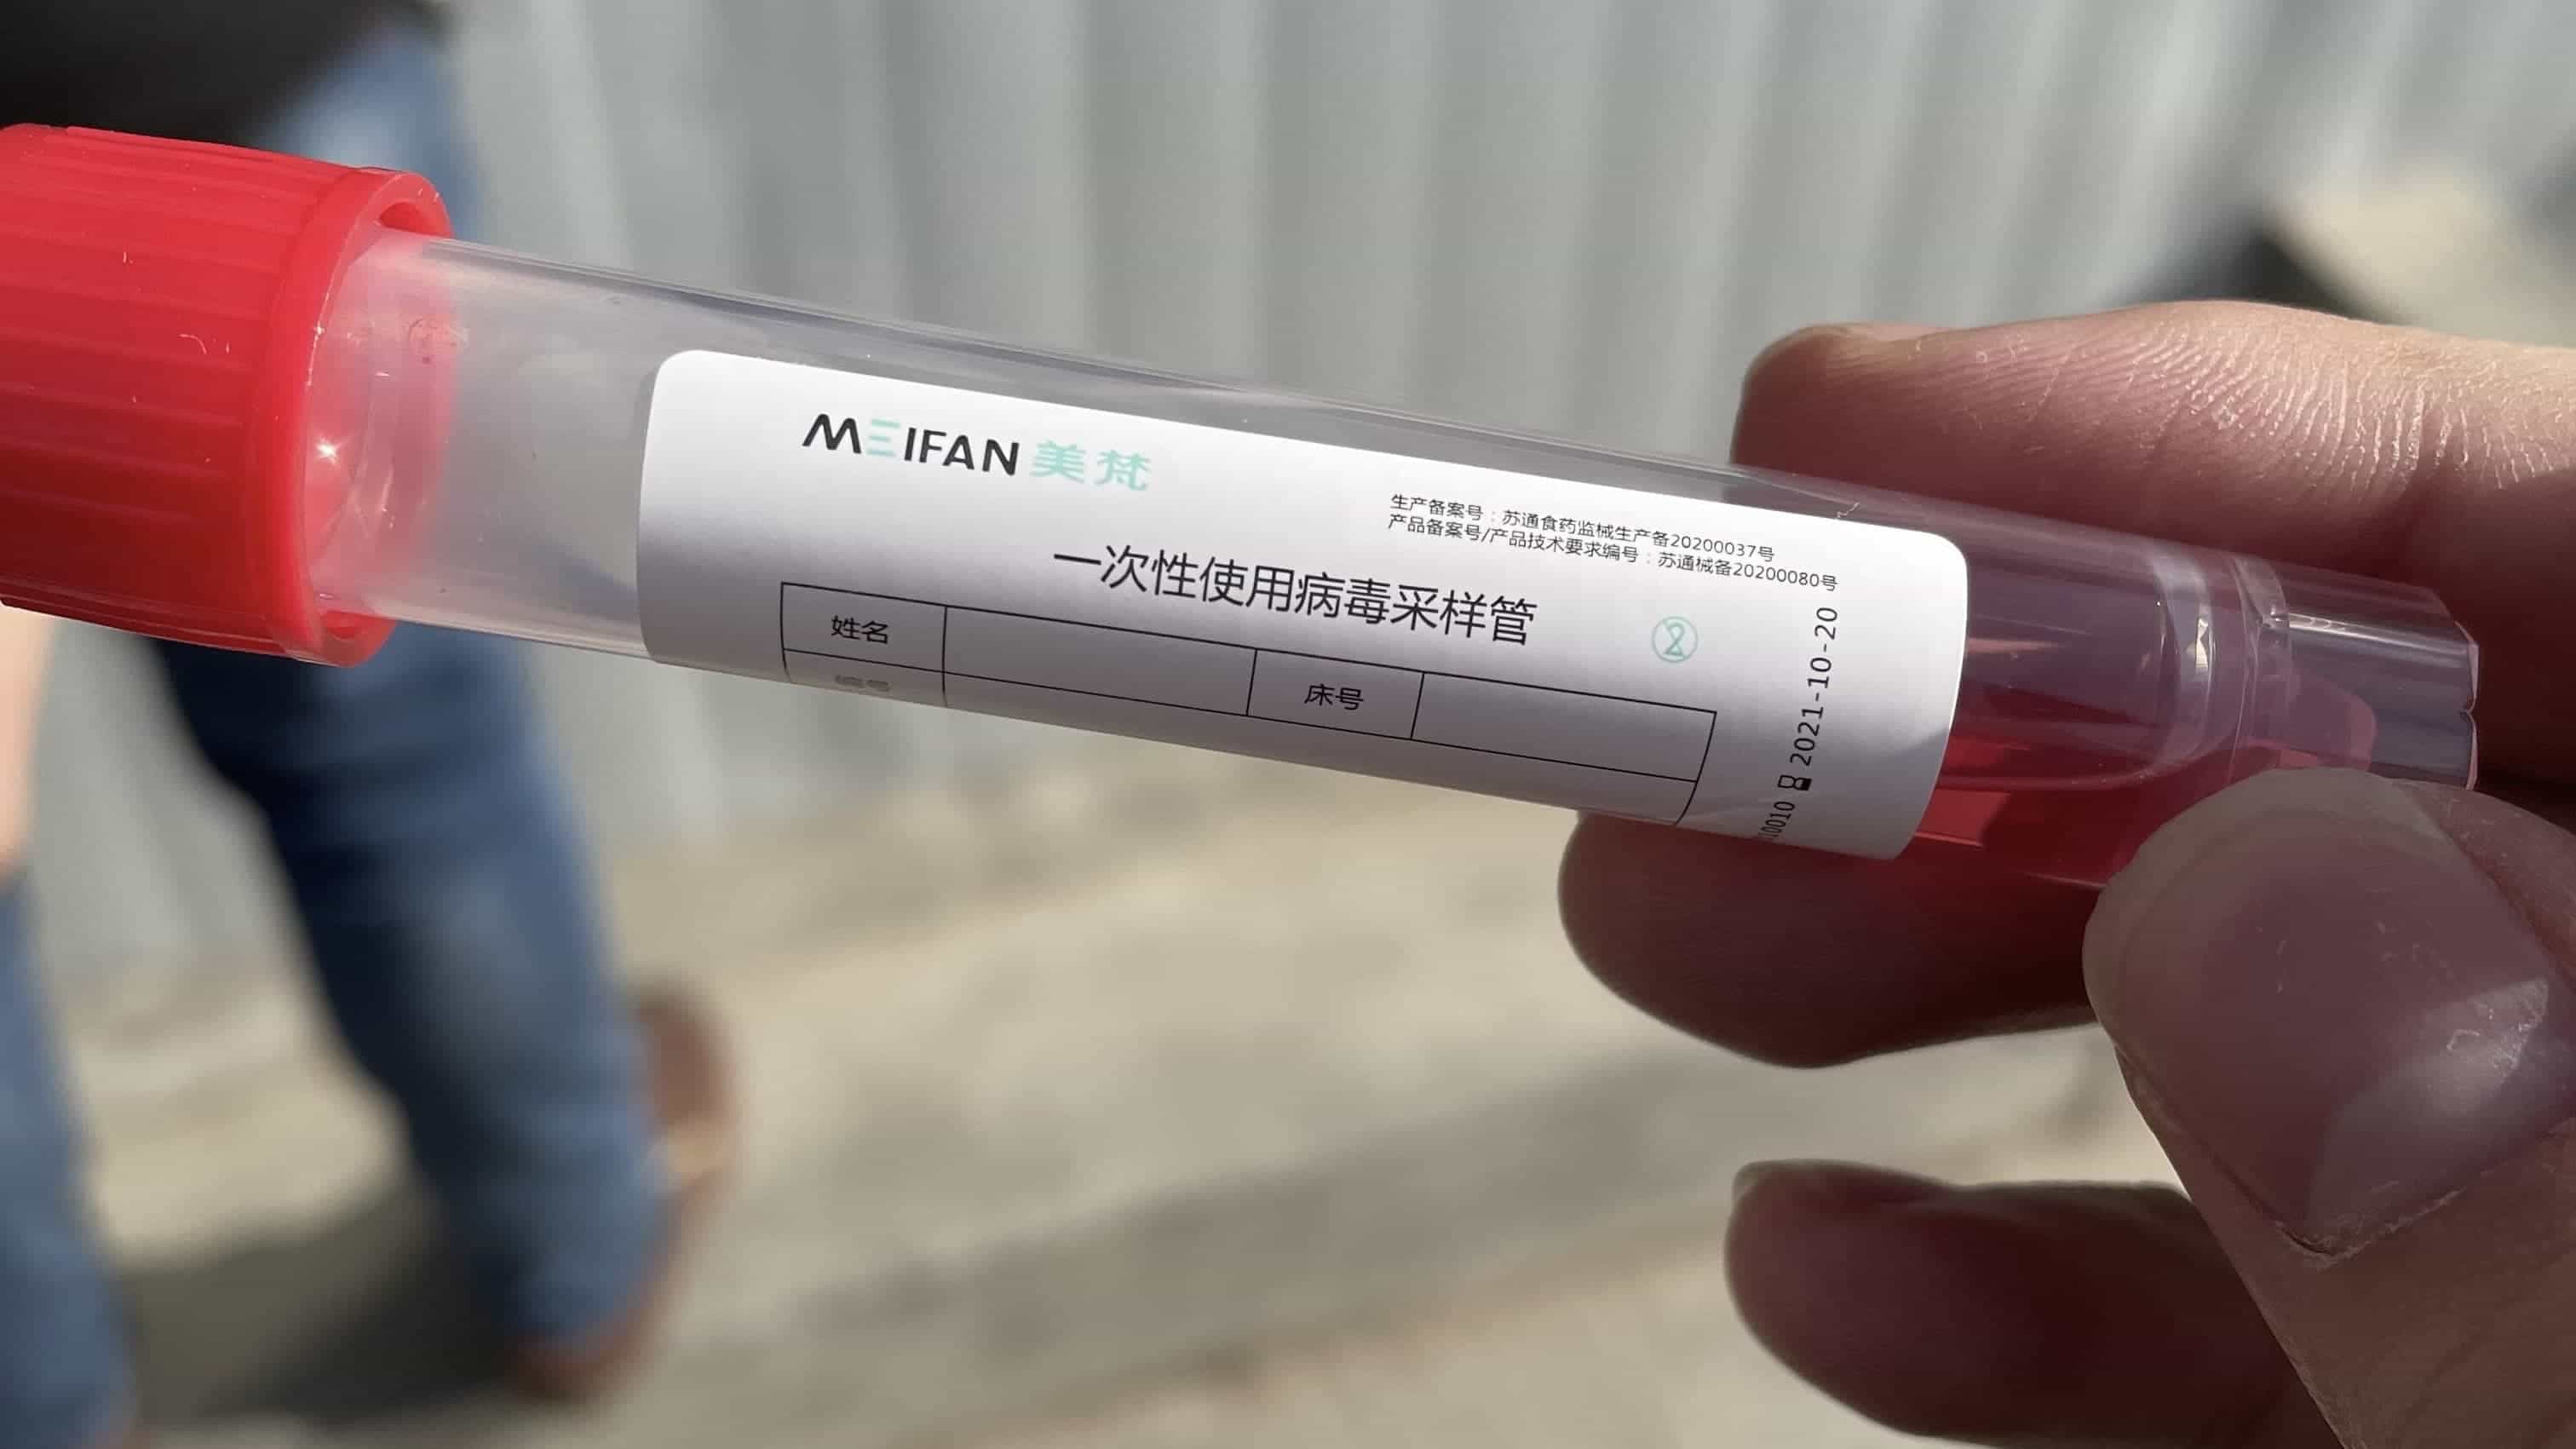 MEIFAN 美梵
生产备案号：苏通食药监械生产备20200037号
产品备案号/产品技术要求编号：苏通械备20200080号
一次性使用病毒采样管
姓名
床号
2021-10-20